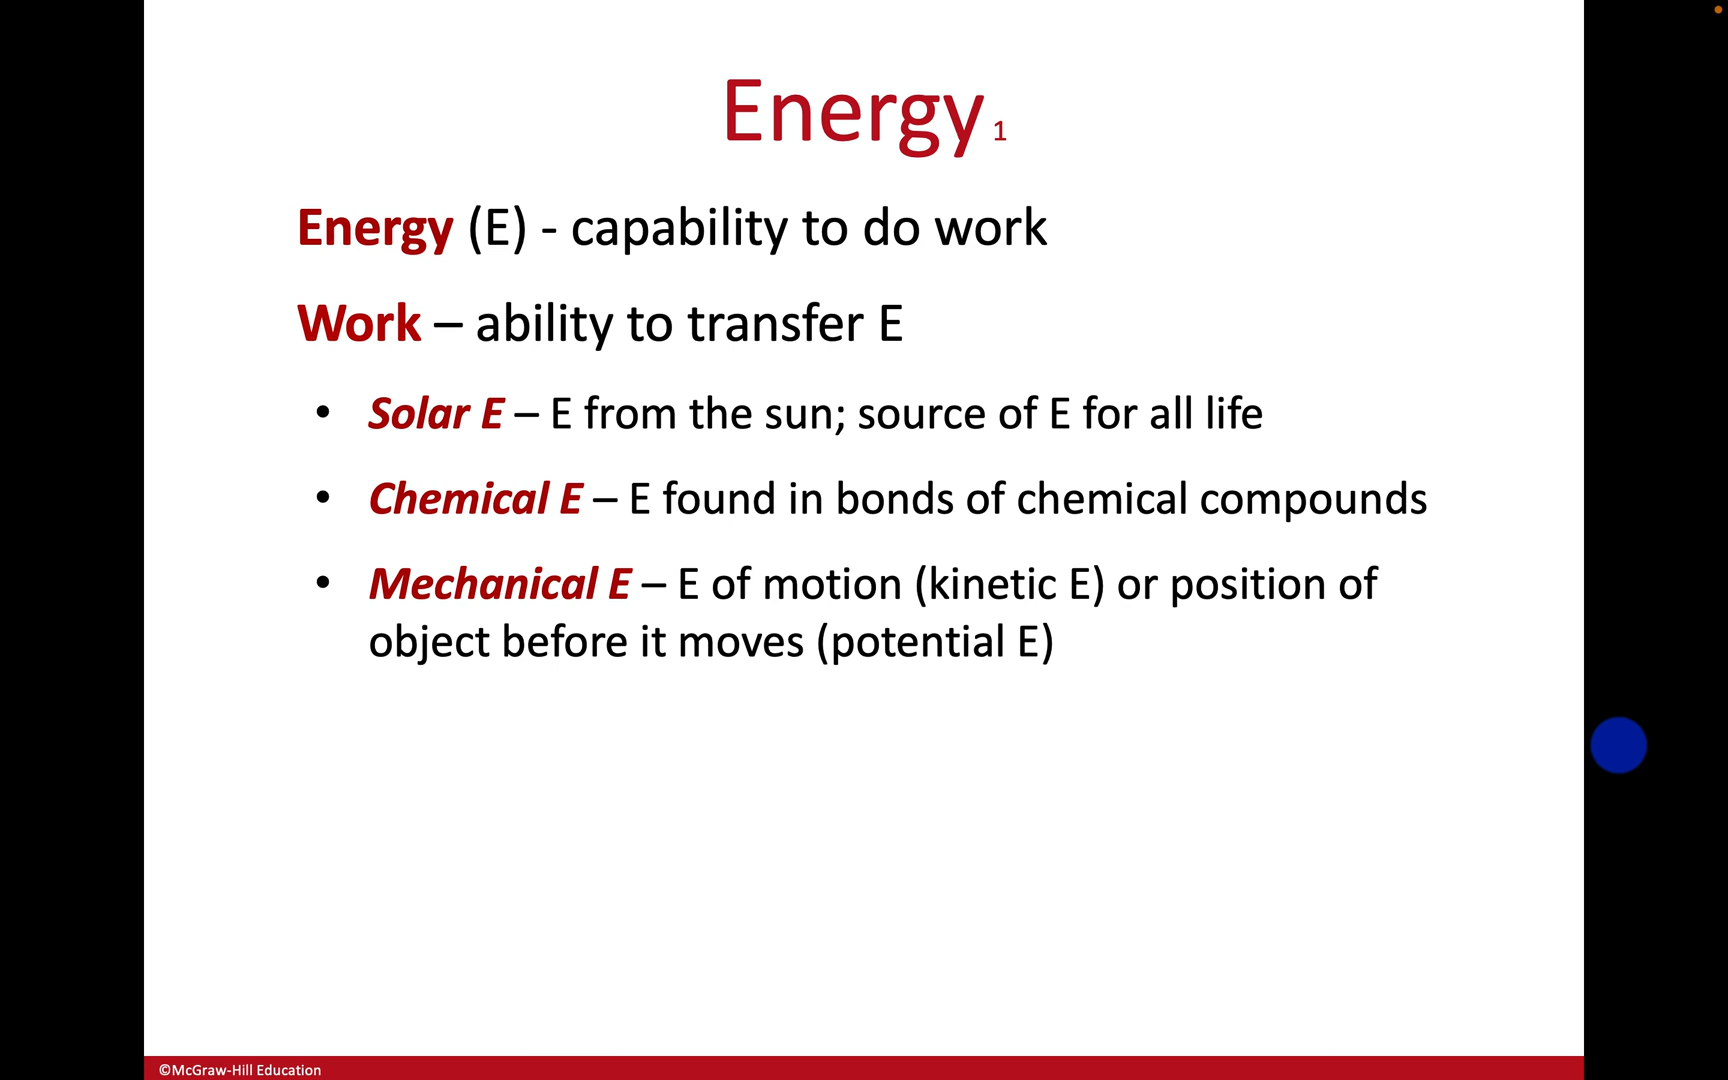 Energy 1
Energy (E) - capability to do work
Work – ability to transfer E
• Solar E – E from the sun; source of E for all life
• Chemical E – E found in bonds of chemical compounds
• Mechanical E – E of motion (kinetic E) or position of
object before it moves (potential E)
©McGraw-Hill Education